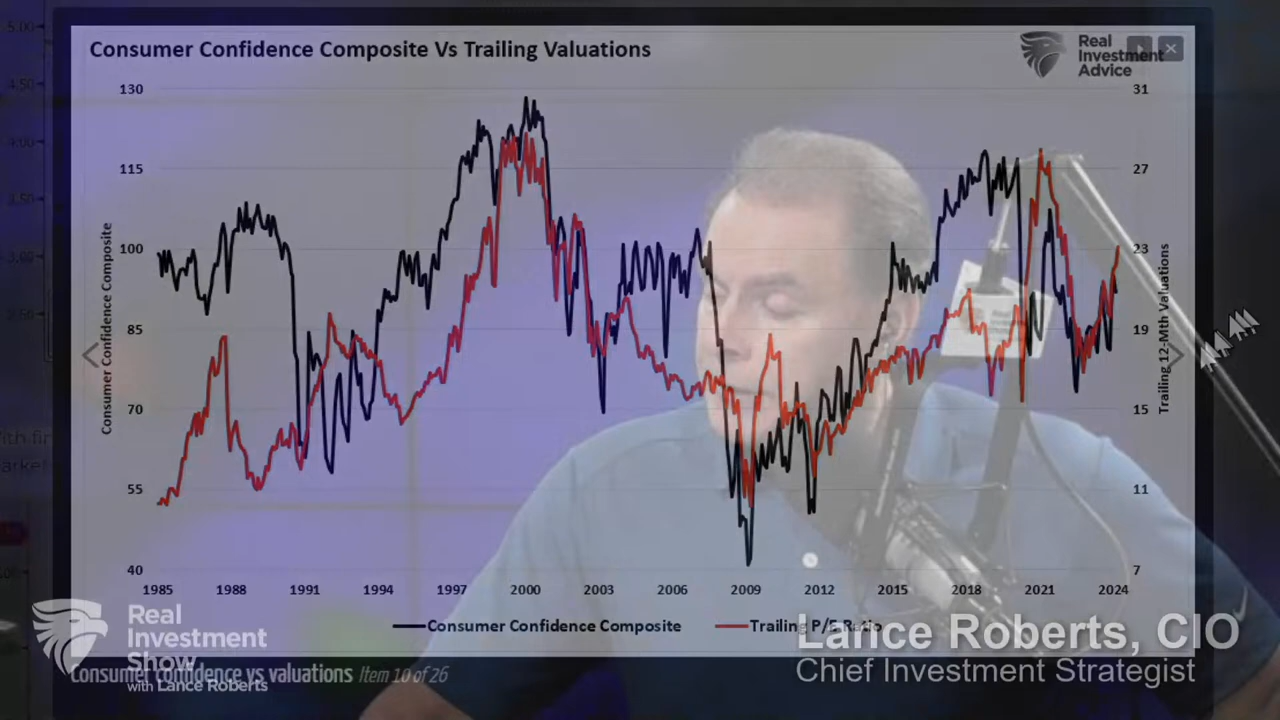 Consumer Confidence Composite Vs Trailing Valuations
Real
Investment
Advice
130
115
100
85
70
55
40
Consumer Confidence Composite
31
27
23
19
15
11
7
Trailing 12-Mth Valuations
1985 1988 1991 1994 1997 2000 2003 2006 2009 2012 2015 2018 2021 2024
Consumer Confidence Composite
Trailing P/E Ratio
Real
Investment
Show
with Lance Roberts
Consumer confidence vs valuations Item 10 of 26
Lance Roberts, CIO
Chief Investment Strategist